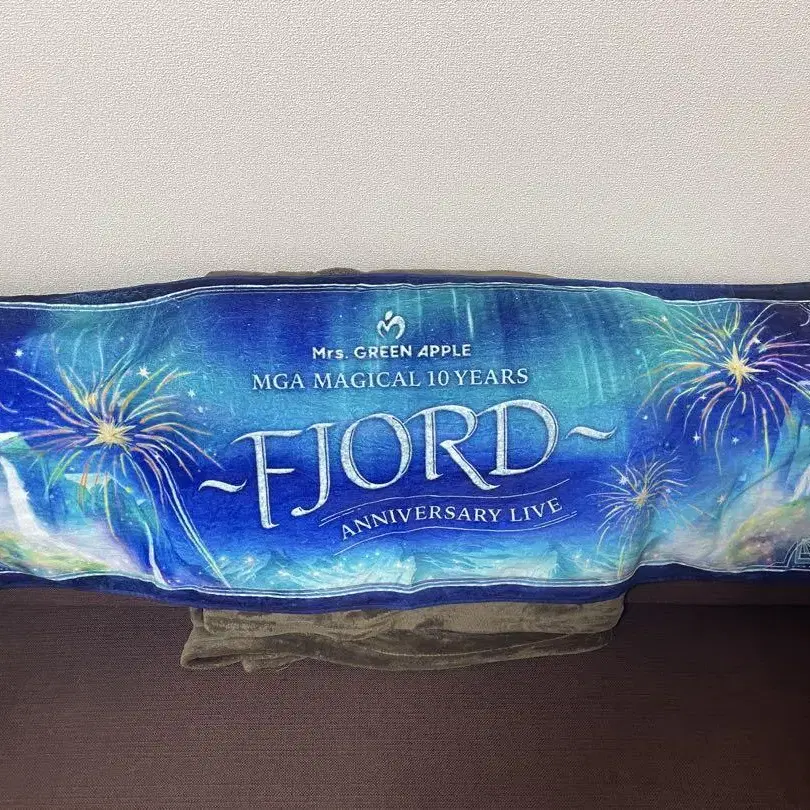 Mrs. GREEN APPLE
MGA MAGICAL 10 YEARS
~FJORD~
ANNIVERSARY LIVE